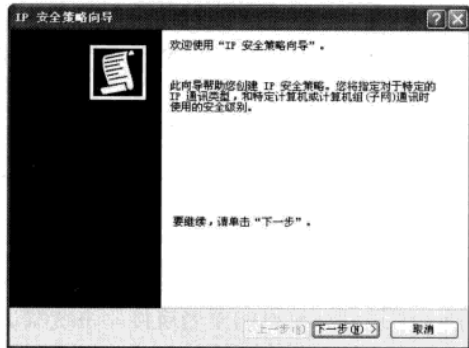 IP 安全策略向导
欢迎使用“IP 安全策略向导”。
此向导帮助您创建 IP 安全策略。您将指定对于特定的
IP 通讯类型,和特定计算机或计算机组(子网)通讯时
使用的安全级别。
要继续,请单击“下一步”。
< 上一步(B) 下一步(N) > 取消